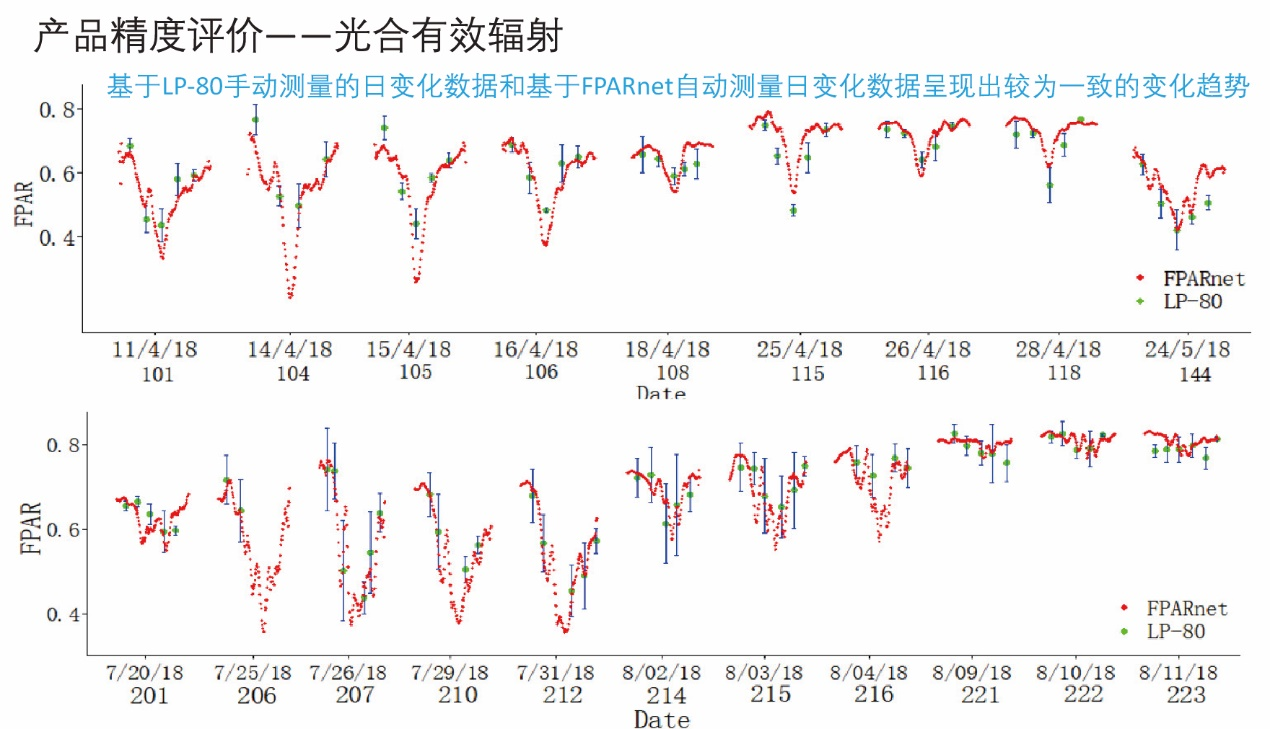 产品精度评价——光合有效辐射
基于LP-80手动测量的日变化数据和基于FPARnet自动测量日变化数据呈现出较为一致的变化趋势
0.8
0.6
0.4
FPAR
FPARnet
LP-80
11/4/18 14/4/18 15/4/18 16/4/18 18/4/18 25/4/18 26/4/18 28/4/18 24/5/18
101 104 105 106 108 115 116 118 144
Date
0.8
0.6
0.4
FPAR
FPARnet
LP-80
7/20/18 7/25/18 7/26/18 7/29/18 7/31/18 8/02/18 8/03/18 8/04/18 8/09/18 8/10/18 8/11/18
201 206 207 210 212 214 215 216 221 222 223
Date